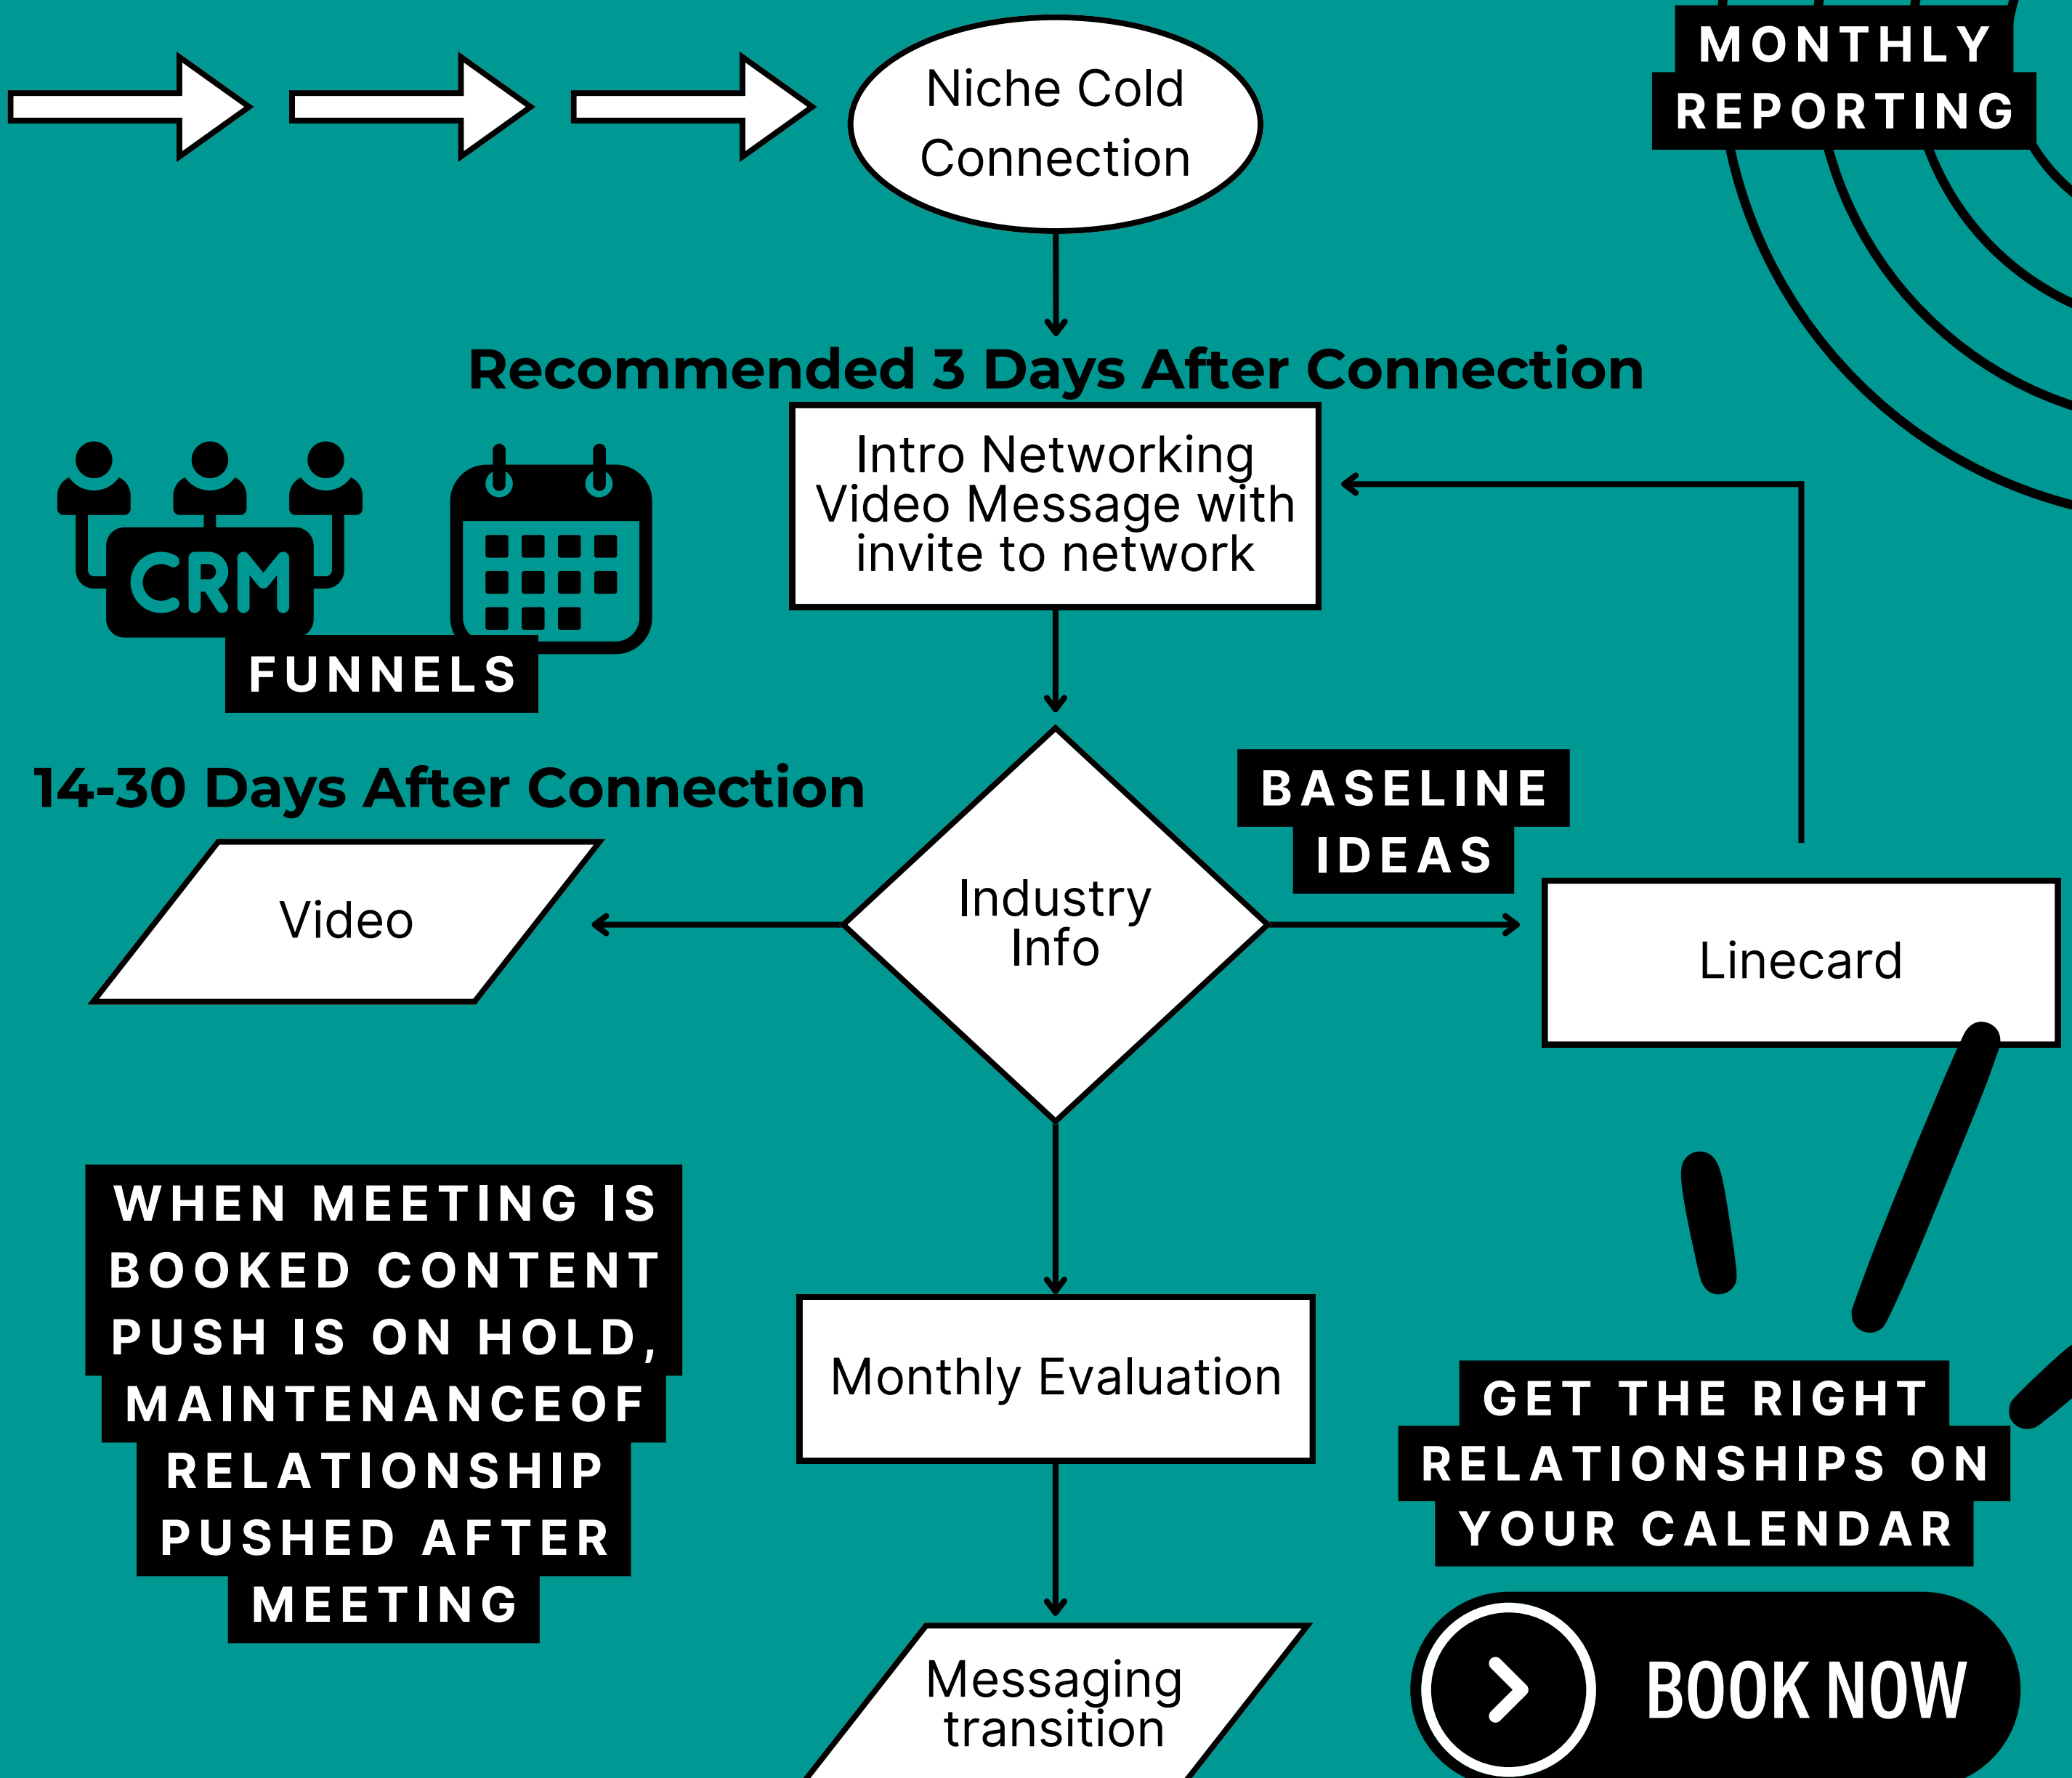 Niche Cold
Connection
MONTHLY
REPORTING
Recommended 3 Days After Connection
Intro Networking
Video Message with
invite to network
CRM
FUNNELS
14-30 Days After Connection
BASELINE
IDEAS
Video
Industry
Info
Linecard
WHEN MEETING IS
BOOKED CONTENT
PUSH IS ON HOLD,
MAINTENANCEOF
RELATIONSHIP
PUSHED AFTER
MEETING
Monthly Evaluation
GET THE RIGHT
RELATIONSHIPS ON
YOUR CALENDAR
Messaging
transition
BOOK NOW